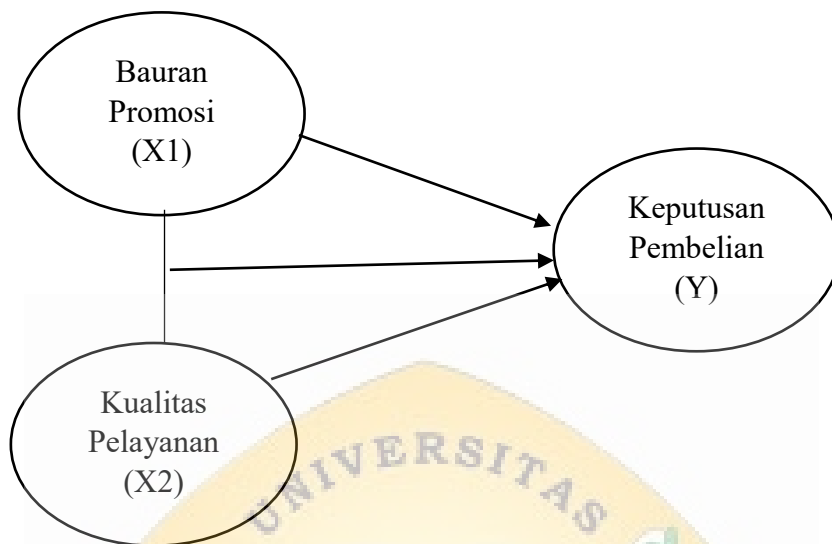 Bauran
Promosi
(X1)
Keputusan
Pembelian
(Y)
Kualitas
Pelayanan
(X2)
UNIVERSITAS